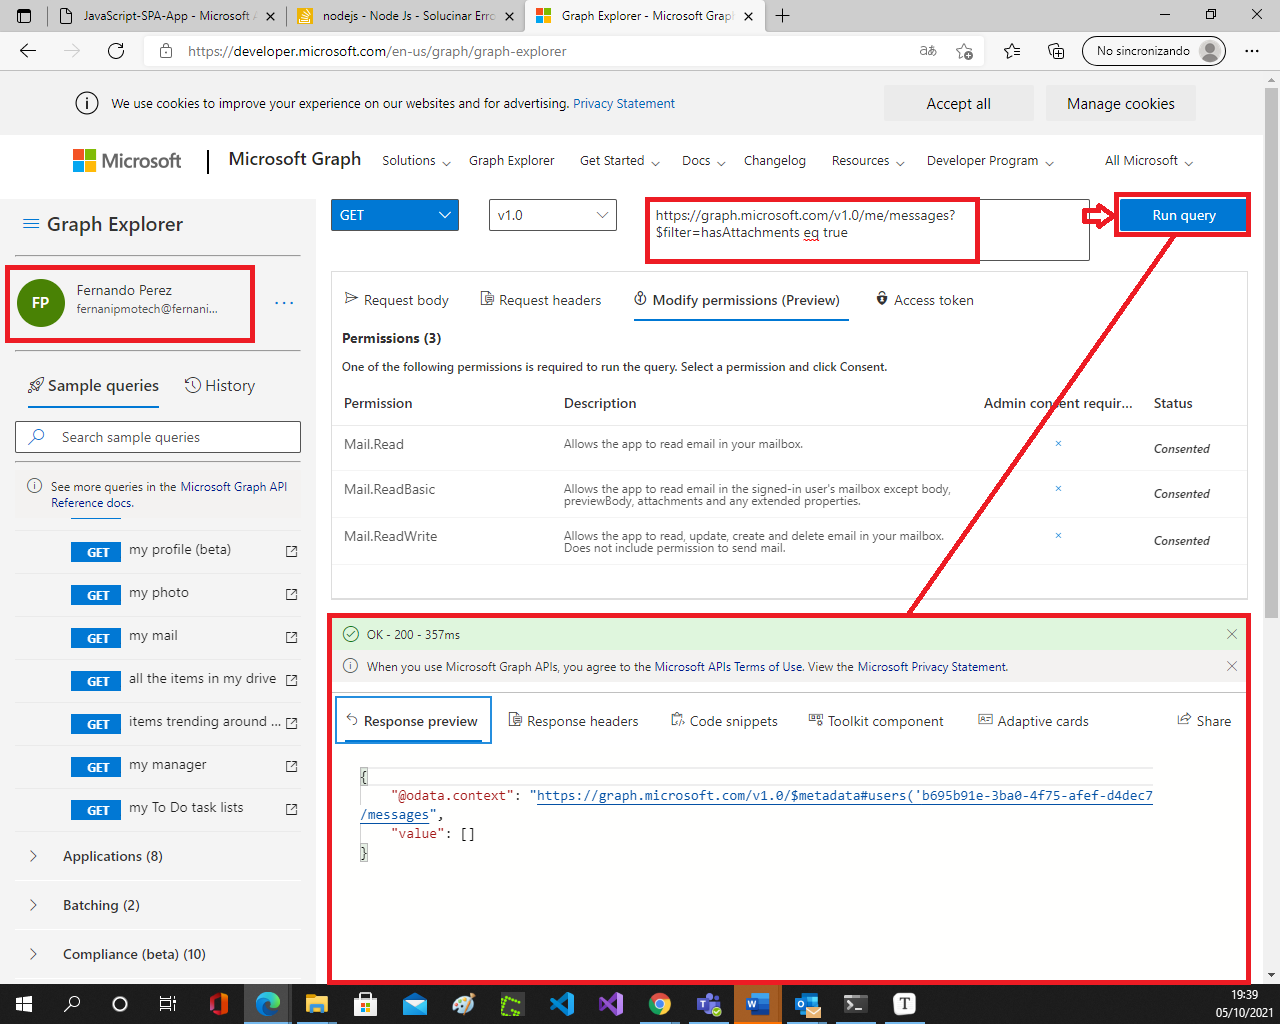 JavaScript-SPA-App - Microsoft A
nodejs - Node Js - Solucinar Erro
Graph Explorer - Microsoft Graph
https://developer.microsoft.com/en-us/graph/graph-explorer
No sincronizando
We use cookies to improve your experience on our websites and for advertising. Privacy Statement
Accept all
Manage cookies
Microsoft
Microsoft Graph
Solutions
Graph Explorer
Get Started
Docs
Changelog
Resources
Developer Program
All Microsoft
Graph Explorer
GET
v1.0
https://graph.microsoft.com/v1.0/me/messages?
$filter=hasAttachments eq true
Run query
FP
Fernando Perez
fernanipmotech@fernani...
Request body
Request headers
Modify permissions (Preview)
Access token
Permissions (3)
One of the following permissions is required to run the query. Select a permission and click Consent.
Permission
Description
Admin consent requir...
Status
Mail.Read
Allows the app to read email in your mailbox.
Consented
Mail.ReadBasic
Allows the app to read email in the signed-in user's mailbox except body,
previewBody, attachments and any extended properties.
Consented
Mail.ReadWrite
Allows the app to read, update, create and delete email in your mailbox.
Does not include permission to send mail.
Consented
Sample queries
History
Search sample queries
See more queries in the Microsoft Graph API
Reference docs.
GET my profile (beta)
GET my photo
GET my mail
GET all the items in my drive
GET items trending around ...
GET my manager
GET my To Do task lists
Applications (8)
Batching (2)
Compliance (beta) (10)
OK - 200 - 357ms
When you use Microsoft Graph APIs, you agree to the Microsoft APIs Terms of Use. View the Microsoft Privacy Statement.
Response preview
Response headers
Code snippets
Toolkit component
Adaptive cards
Share
{
"@odata.context": "https://graph.microsoft.com/v1.0/$metadata#users('b695b91e-3ba0-4f75-afef-d4dec7
/messages",
"value": []
}
19:39
05/10/2021